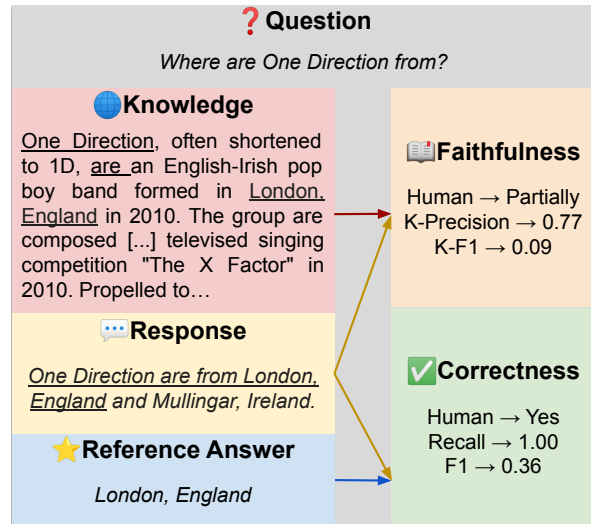 ❓Question
Where are One Direction from?
🌐Knowledge
One Direction, often shortened
to 1D, are an English-Irish pop
boy band formed in London,
England in 2010. The group are
composed [...] televised singing
competition "The X Factor" in
2010. Propelled to…
💬Response
One Direction are from London,
England and Mullingar, Ireland.
⭐Reference Answer
London, England
📖Faithfulness
Human → Partially
K-Precision → 0.77
K-F1 → 0.09
✅Correctness
Human → Yes
Recall → 1.00
F1 → 0.36